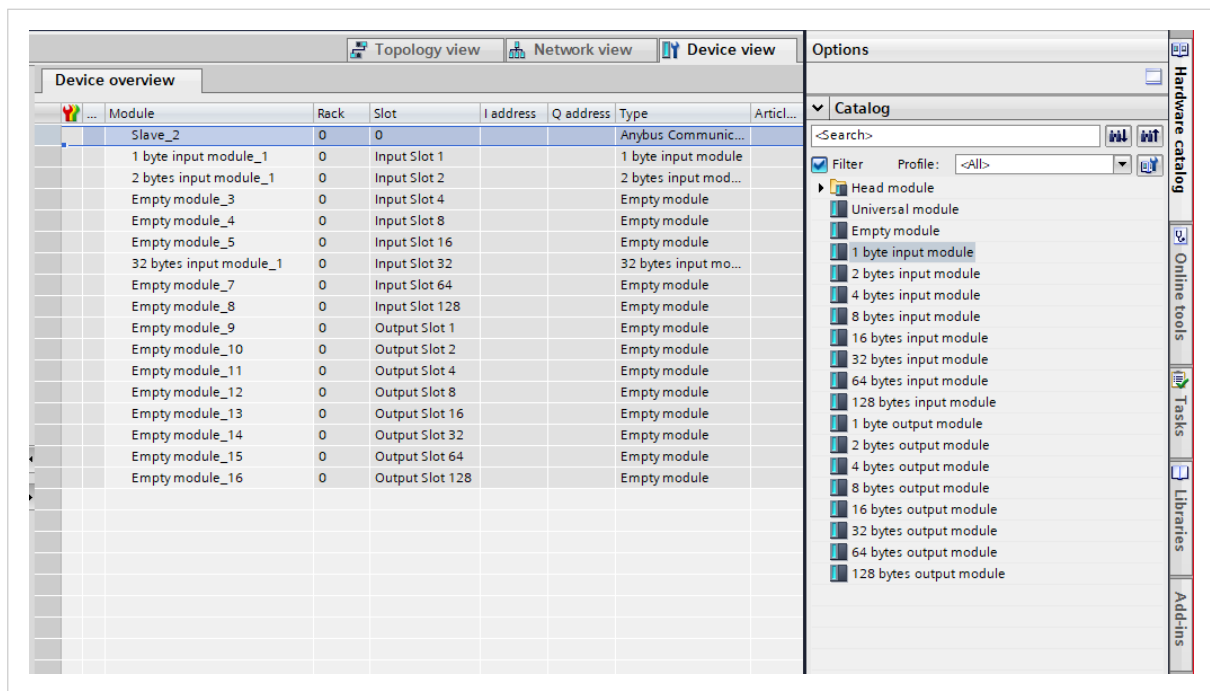 Topology view Network view Device view
Device overview
... Module Rack Slot I address Q address Type Articl...
Slave_2 0 0 Anybus Communic...
1 byte input module_1 0 Input Slot 1 1 byte input module
2 bytes input module_1 0 Input Slot 2 2 bytes input mod...
Empty module_3 0 Input Slot 4 Empty module
Empty module_4 0 Input Slot 8 Empty module
Empty module_5 0 Input Slot 16 Empty module
32 bytes input module_1 0 Input Slot 32 32 bytes input mo...
Empty module_7 0 Input Slot 64 Empty module
Empty module_8 0 Input Slot 128 Empty module
Empty module_9 0 Output Slot 1 Empty module
Empty module_10 0 Output Slot 2 Empty module
Empty module_11 0 Output Slot 4 Empty module
Empty module_12 0 Output Slot 8 Empty module
Empty module_13 0 Output Slot 16 Empty module
Empty module_14 0 Output Slot 32 Empty module
Empty module_15 0 Output Slot 64 Empty module
Empty module_16 0 Output Slot 128 Empty module
Options
Catalog
<Search>
Filter Profile: <All>
Head module
Universal module
Empty module
1 byte input module
2 bytes input module
4 bytes input module
8 bytes input module
16 bytes input module
32 bytes input module
64 bytes input module
128 bytes input module
1 byte output module
2 bytes output module
4 bytes output module
8 bytes output module
16 bytes output module
32 bytes output module
64 bytes output module
128 bytes output module
Hardware catalog
Online tools
Tasks
Libraries
Add-ins